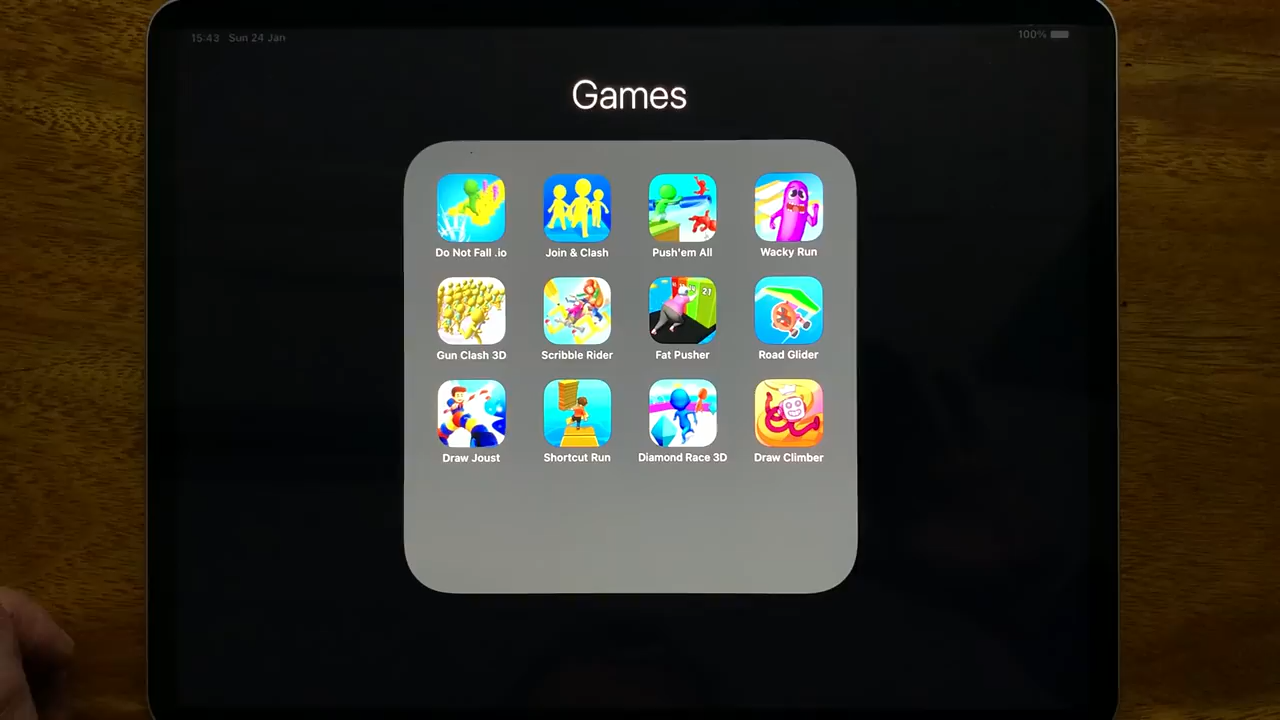 15:43 Sun 24 Jan
100%
Games
Do Not Fall .io
Join & Clash
Push'em All
Wacky Run
Gun Clash 3D
Scribble Rider
Fat Pusher
Road Glider
Draw Joust
Shortcut Run
Diamond Race 3D
Draw Climber
21